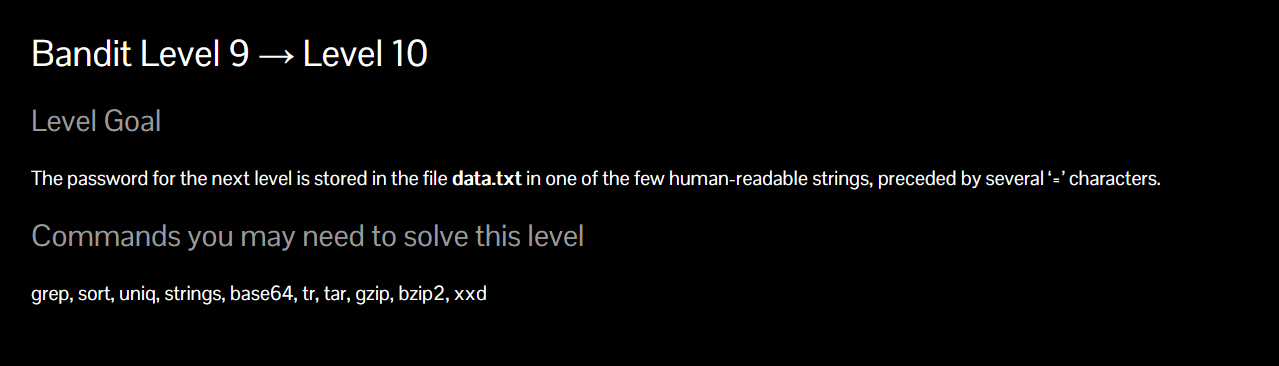 Bandit Level 9 → Level 10
Level Goal
The password for the next level is stored in the file data.txt in one of the few human-readable strings, preceded by several ‘=’ characters.
Commands you may need to solve this level
grep, sort, uniq, strings, base64, tr, tar, gzip, bzip2, xxd